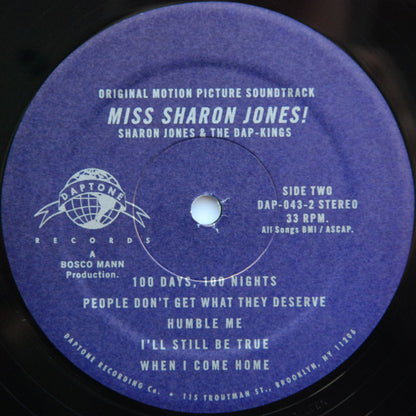 ORIGINAL MOTION PICTURE SOUNDTRACK
MISS SHARON JONES!
SHARON JONES & THE DAP-KINGS
DAPTONE
RECORDS
A
BOSCO MANN
Production.
SIDE TWO
DAP-043-2 STEREO
33 RPM.
All Songs BMI / ASCAP.
100 DAYS, 100 NIGHTS
PEOPLE DON'T GET WHAT THEY DESERVE
HUMBLE ME
I'LL STILL BE TRUE
WHEN I COME HOME
DAPTONE RECORDING Co. • 115 TROUTMAN ST., BROOKLYN, NY 11206